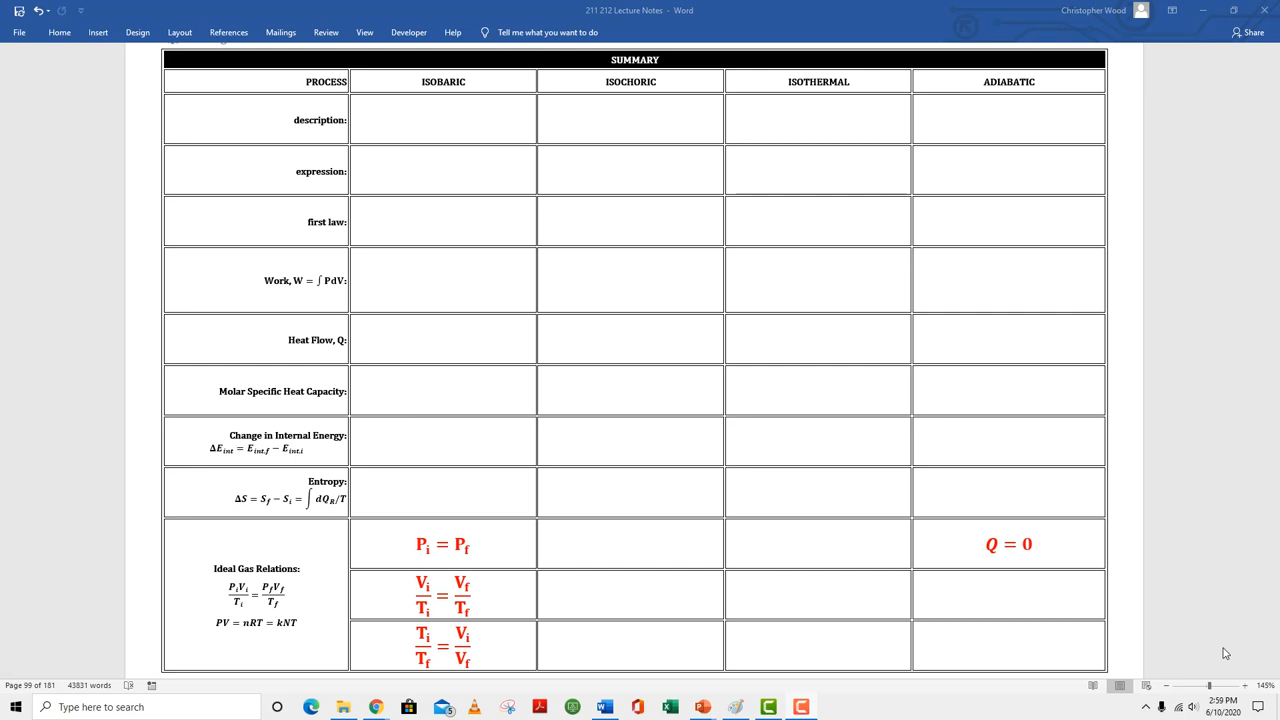 211 212 Lecture Notes - Word
Christopher Wood
File Home Insert Design Layout References Mailings Review View Developer Help Tell me what you want to do Share
SUMMARY
PROCESS ISOBARIC ISOCHORIC ISOTHERMAL ADIABATIC
description:
expression:
first law:
Work, W = ∫ PdV:
Heat Flow, Q:
Molar Specific Heat Capacity:
Change in Internal Energy:
ΔE_int = E_int,f − E_int,i
Entropy:
ΔS = S_f − S_i = ∫ dQ_R/T
P_i = P_f Q = 0
Ideal Gas Relations:
P_iV_i/T_i = P_fV_f/T_f
V_i/T_i = V_f/T_f
PV = nRT = kNT
T_i/T_f = V_i/V_f
Page 99 of 181 43831 words 145%
Type here to search
5
2:59 PM
6/10/2020